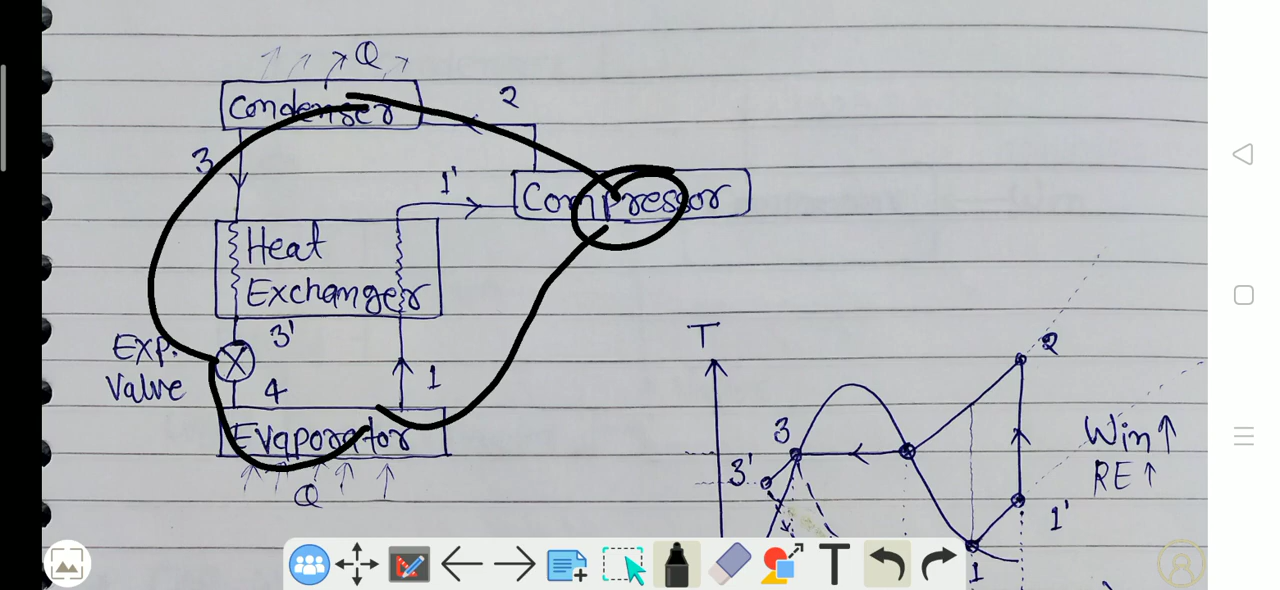 Q
Condenser
2
3
1'
Compressor
Heat
Exchanger
Exp.
Valve
3'
4
1
Evaporator
Q
T
2
3
3'
Win↑
RE↑
1'
1
T